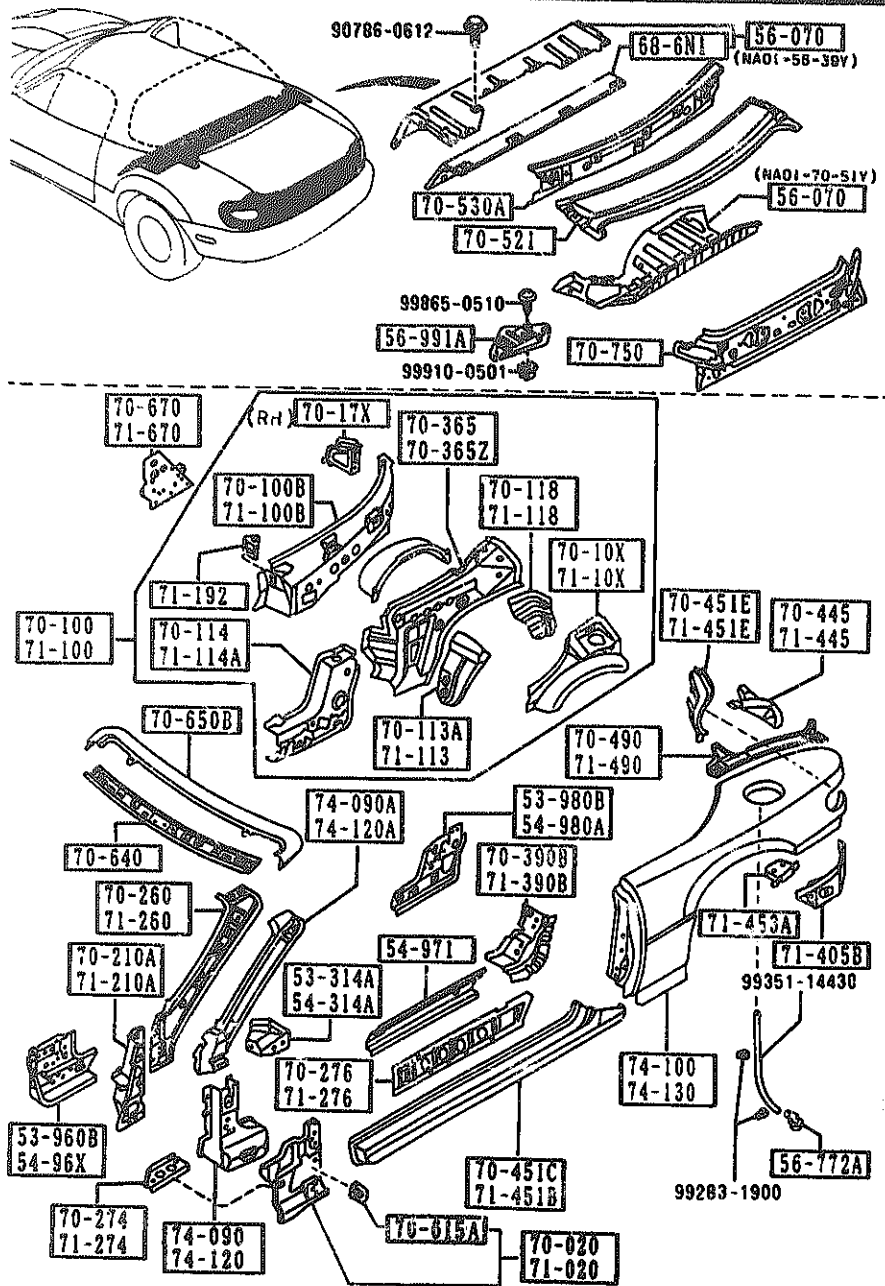 90786-0612
56-070
68-6N1
(NA01-56-39Y)
70-530A
(NA01-70-51Y)
56-070
70-521
99865-0510
56-991A
99910-0501
70-750
70-670
71-670
(RH)
70-17X
70-365
70-365Z
70-100B
71-100B
70-118
71-118
70-10X
71-10X
71-192
70-451E
71-451E
70-445
71-445
70-100
71-100
70-114
71-114A
70-650B
70-113A
71-113
70-490
71-490
74-090A
74-120A
53-980B
54-980A
70-640
70-390B
71-390B
70-260
71-260
71-453A
54-971
71-405B
70-210A
71-210A
53-314A
54-314A
99351-14430
70-276
71-276
74-100
74-130
53-960B
54-96X
56-772A
70-451C
71-451B
99283-1900
70-274
71-274
74-090
74-120
70-615A
70-020
71-020